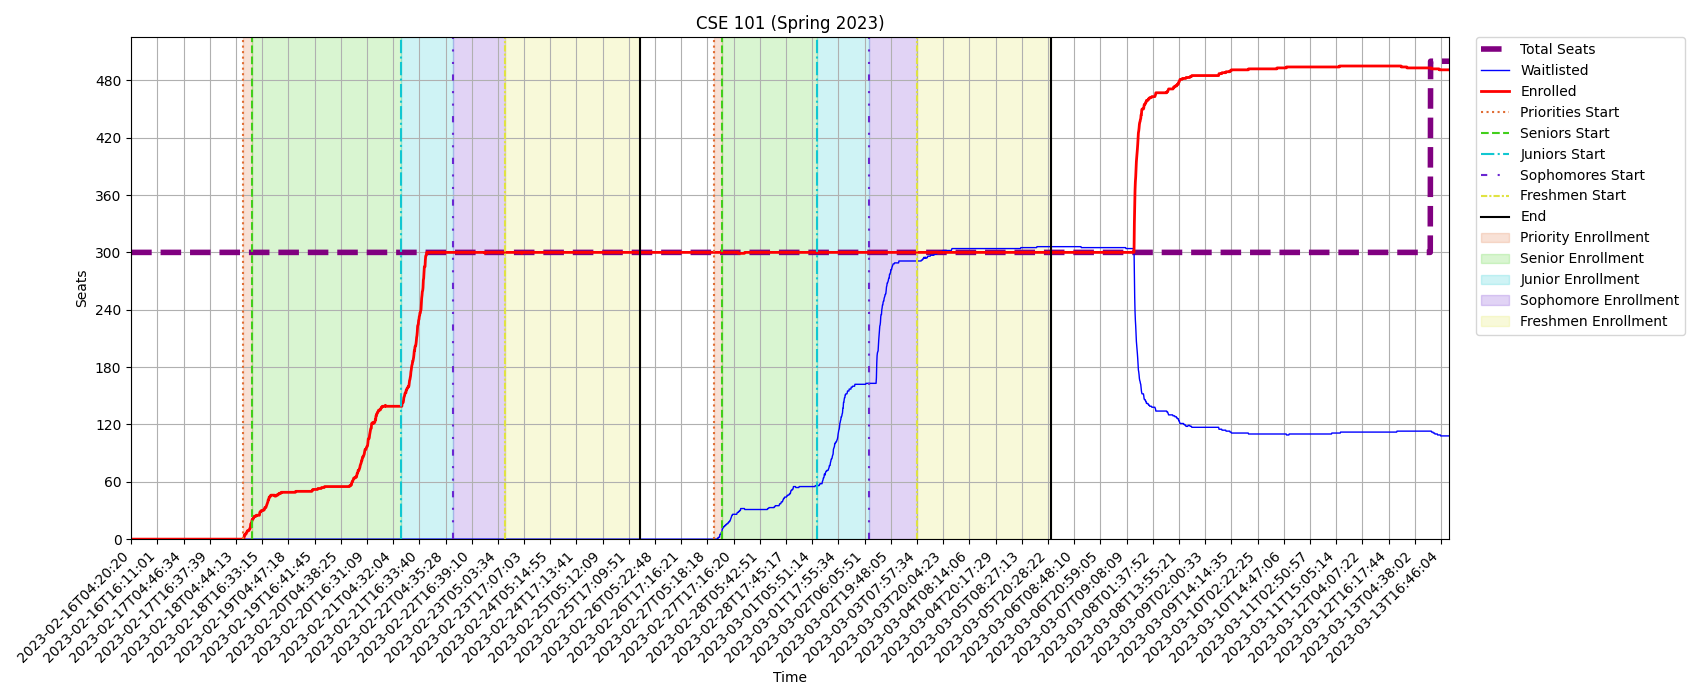 CSE 101 (Spring 2023)
Seats
480
420
360
300
240
180
120
60
0
2023-02-16T04:20:20
2023-02-16T16:11:01
2023-02-17T04:46:34
2023-02-17T16:37:39
2023-02-18T04:44:13
2023-02-18T16:33:15
2023-02-19T04:47:18
2023-02-19T16:41:45
2023-02-20T04:38:25
2023-02-20T16:31:09
2023-02-21T04:32:04
2023-02-21T16:33:40
2023-02-22T04:35:28
2023-02-22T16:39:10
2023-02-23T05:03:34
2023-02-23T17:07:03
2023-02-24T05:14:55
2023-02-24T17:13:41
2023-02-25T05:12:09
2023-02-25T17:09:51
2023-02-26T05:22:48
2023-02-26T17:16:21
2023-02-27T05:18:18
2023-02-27T17:16:20
2023-02-28T05:42:51
2023-02-28T17:45:17
2023-03-01T05:51:14
2023-03-01T17:55:34
2023-03-02T06:05:51
2023-03-02T19:48:05
2023-03-03T07:57:34
2023-03-03T20:04:23
2023-03-04T08:14:06
2023-03-04T20:17:29
2023-03-05T08:27:13
2023-03-05T20:28:22
2023-03-06T08:48:10
2023-03-06T20:59:05
2023-03-07T09:08:09
2023-03-08T01:37:52
2023-03-08T13:55:21
2023-03-09T02:00:33
2023-03-09T14:14:35
2023-03-10T02:22:25
2023-03-10T14:47:06
2023-03-11T02:50:57
2023-03-11T15:05:14
2023-03-12T04:07:22
2023-03-12T16:17:44
2023-03-13T04:38:02
2023-03-13T16:46:04
Time
Total Seats
Waitlisted
Enrolled
Priorities Start
Seniors Start
Juniors Start
Sophomores Start
Freshmen Start
End
Priority Enrollment
Senior Enrollment
Junior Enrollment
Sophomore Enrollment
Freshmen Enrollment